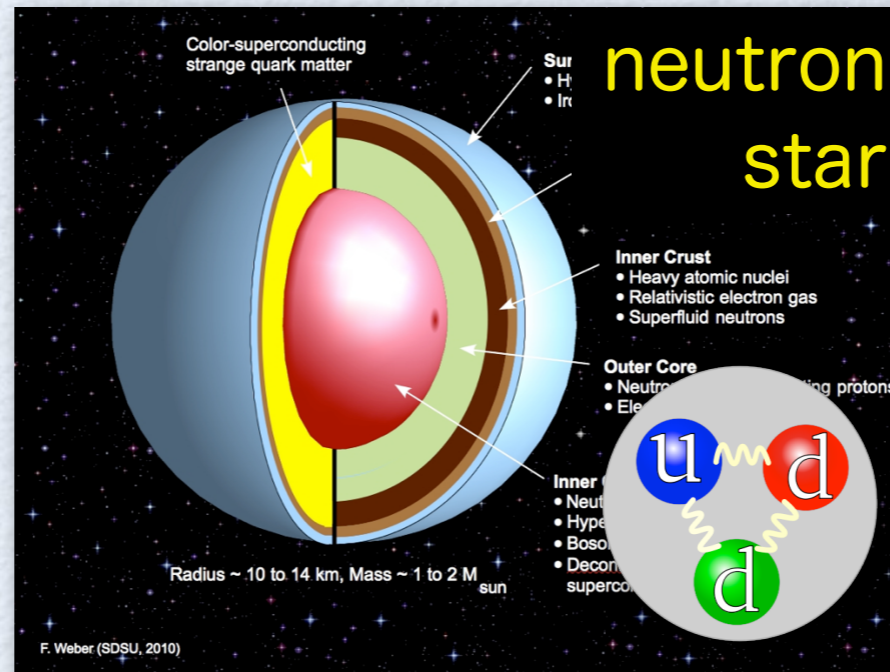 neutron
star
Color-superconducting
strange quark matter
Inner Crust
• Heavy atomic nuclei
• Relativistic electron gas
• Superfluid neutrons
Outer Core
• protons
Inner
Radius ~ 10 to 14 km, Mass ~ 1 to 2 M sun
F. Weber (SDSU, 2010)
u
d
d